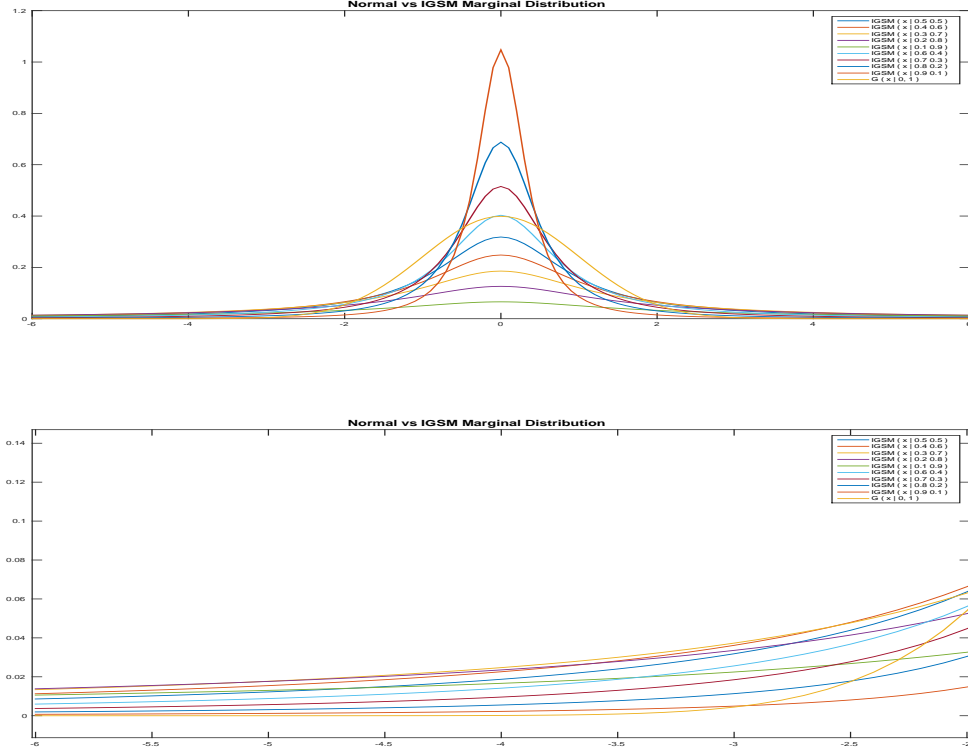 Normal vs IGSM Marginal Distribution
1.2
1
0.8
0.6
0.4
0.2
0
-6
-4
-2
0
2
4
6
IGSM ( x | 0.5 0.5)
IGSM ( x | 0.4 0.6)
IGSM ( x | 0.3 0.7)
IGSM ( x | 0.2 0.8)
IGSM ( x | 0.1 0.9)
IGSM ( x | 0.6 0.4)
IGSM ( x | 0.7 0.3)
IGSM ( x | 0.8 0.2)
IGSM ( x | 0.9 0.1)
G ( x | 0, 1)
Normal vs IGSM Marginal Distribution
0.14
0.12
0.1
0.08
0.06
0.04
0.02
0
-6
-5.5
-5
-4.5
-4
-3.5
-3
-2.5
-2
IGSM ( x | 0.5 0.5)
IGSM ( x | 0.4 0.6)
IGSM ( x | 0.3 0.7)
IGSM ( x | 0.2 0.8)
IGSM ( x | 0.1 0.9)
IGSM ( x | 0.6 0.4)
IGSM ( x | 0.7 0.3)
IGSM ( x | 0.8 0.2)
IGSM ( x | 0.9 0.1)
G ( x | 0, 1)